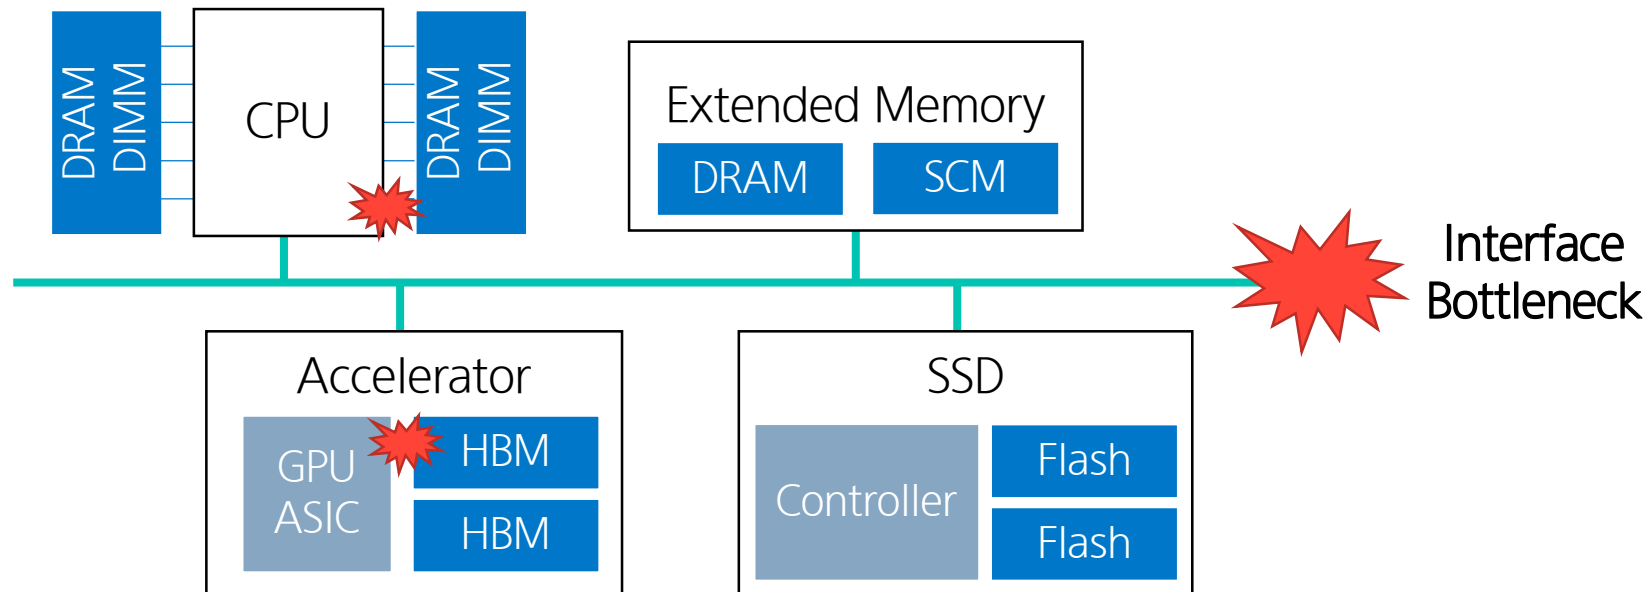 DRAM
DIMM
CPU
DRAM
DIMM
Extended Memory
DRAM
SCM
Interface
Bottleneck
Accelerator
GPU
ASIC
HBM
HBM
SSD
Controller
Flash
Flash